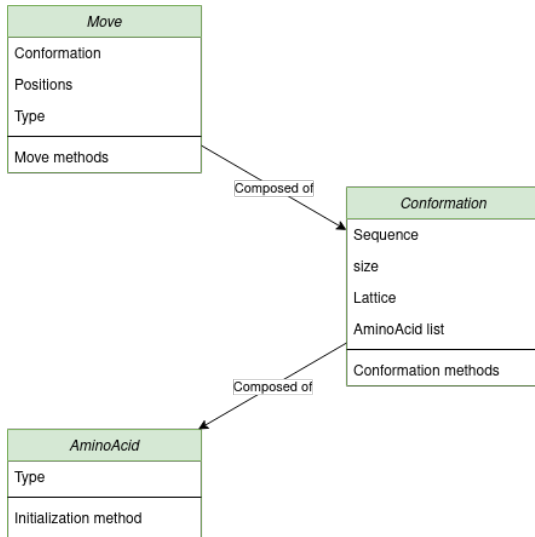 Move
Conformation
Positions
Type
Move methods
Composed of
Conformation
Sequence
size
Lattice
AminoAcid list
Conformation methods
Composed of
AminoAcid
Type
Initialization method